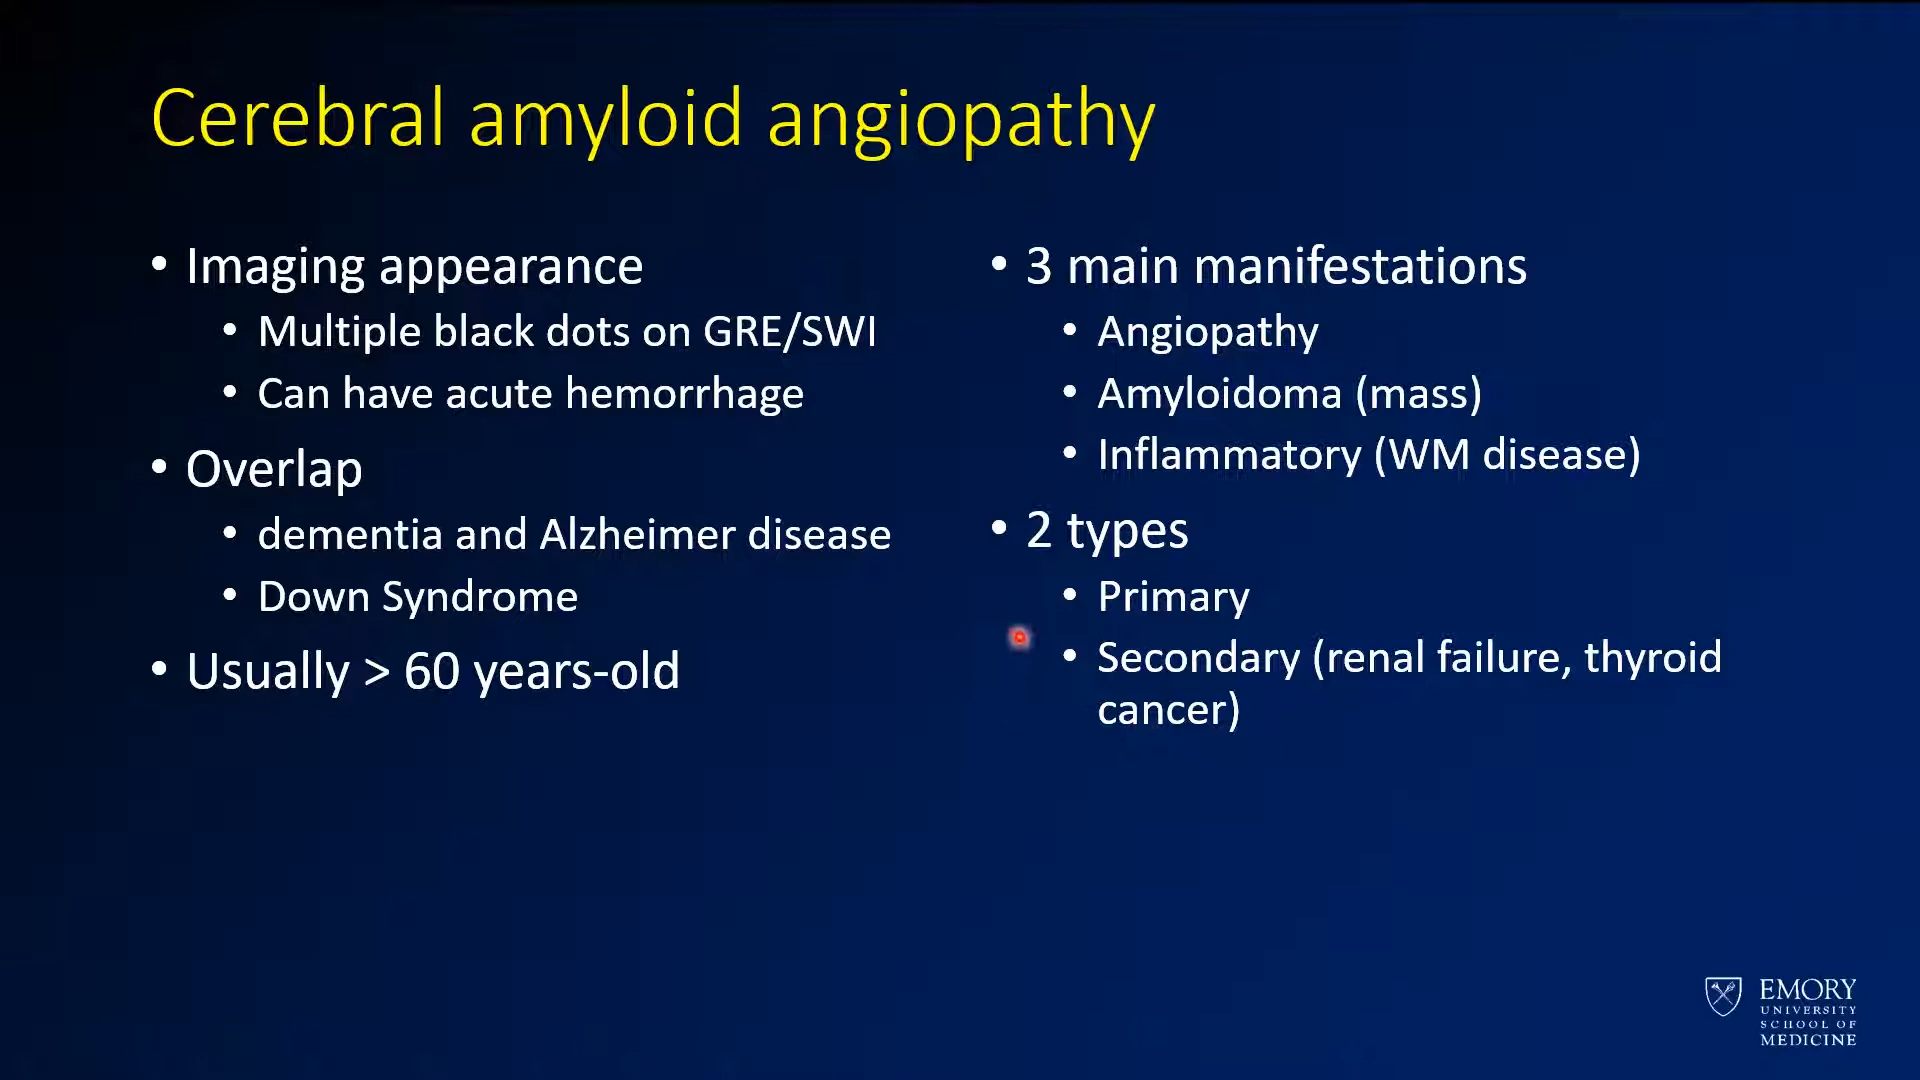 Cerebral amyloid angiopathy
• Imaging appearance
• Multiple black dots on GRE/SWI
• Can have acute hemorrhage
• Overlap
• dementia and Alzheimer disease
• Down Syndrome
• Usually > 60 years-old
• 3 main manifestations
• Angiopathy
• Amyloidoma (mass)
• Inflammatory (WM disease)
• 2 types
• Primary
• Secondary (renal failure, thyroid
cancer)
EMORY
UNIVERSITY
SCHOOL OF
MEDICINE